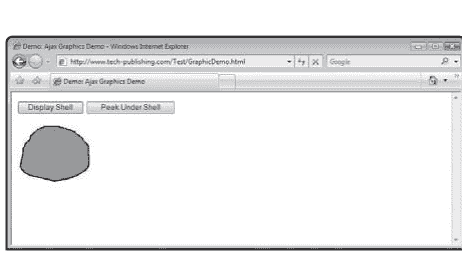 Demo: Ajax Graphics Demo - Windows Internet Explorer
http://www.tech-publishing.com/Test/GraphicDemo.html
Google
Demo: Ajax Graphics Demo
Display Shell
Peek Under Shell